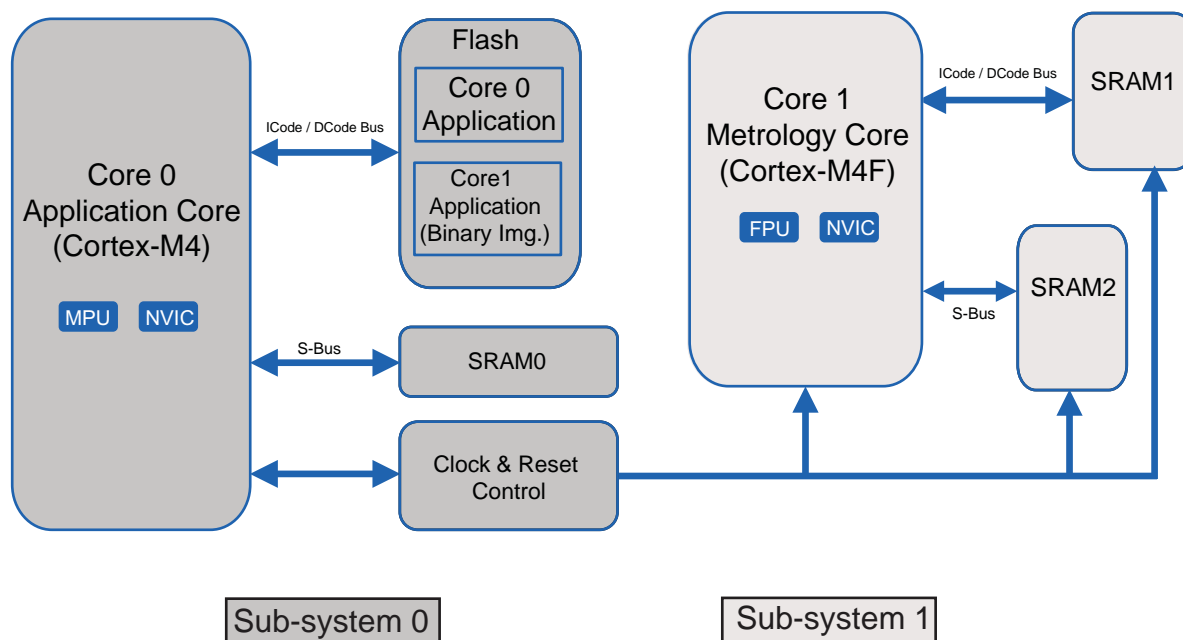 Core 0
Application Core
(Cortex-M4)
MPU
NVIC
ICode / DCode Bus
Flash
Core 0
Application
Core1
Application
(Binary Img.)
S-Bus
SRAM0
Clock & Reset
Control
Core 1
Metrology Core
(Cortex-M4F)
FPU
NVIC
ICode / DCode Bus
SRAM1
S-Bus
SRAM2
Sub-system 0
Sub-system 1